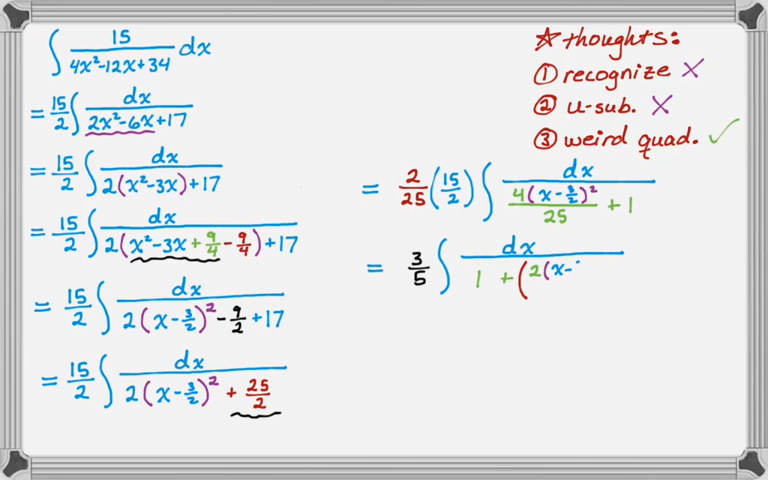 ∫ 15/(4x²-12x+34) dx
= 15/2 ∫ dx/(2x²-6x+17)
= 15/2 ∫ dx/(2(x²-3x)+17)
= 15/2 ∫ dx/(2(x²-3x+9/4-9/4)+17)
= 15/2 ∫ dx/(2(x-3/2)²-9/2+17)
= 15/2 ∫ dx/(2(x-3/2)²+25/2)
☆ thoughts:
① recognize ✗
② u-sub. ✗
③ weird quad. ✓
= 2/25 (15/2) ∫ dx/(4(x-3/2)²/25 + 1)
= 3/5 ∫ dx/(1 + (2(x-